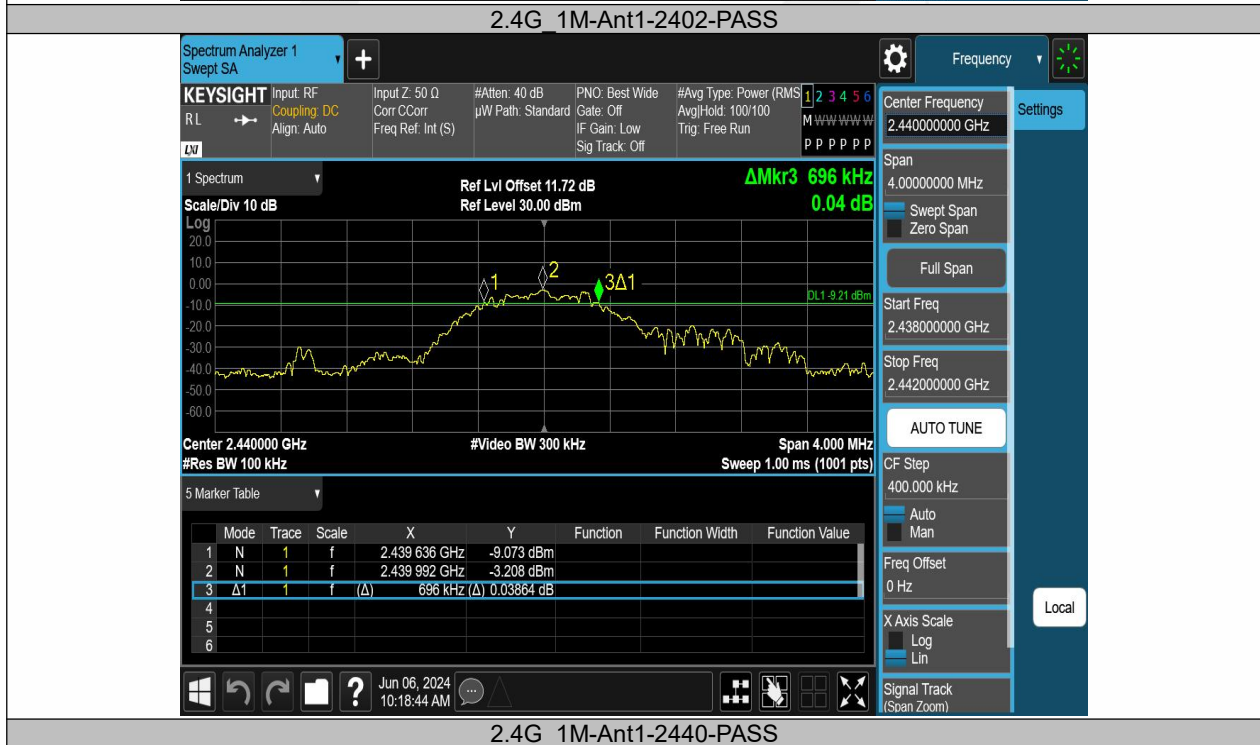 2.4G_1M-Ant1-2402-PASS
Spectrum Analyzer 1
Swept SA
+
Frequency
KEYSIGHT
RL
LXI
Input: RF
Coupling: DC
Align: Auto
Input Z: 50 Ω
Corr CCorr
Freq Ref: Int (S)
#Atten: 40 dB
µW Path: Standard
PNO: Best Wide
Gate: Off
IF Gain: Low
Sig Track: Off
#Avg Type: Power (RMS
Avg|Hold: 100/100
Trig: Free Run
1 2 3 4 5 6
M W W W W W
P P P P P P
1 Spectrum
Scale/Div 10 dB
Ref Lvl Offset 11.72 dB
Ref Level 30.00 dBm
ΔMkr3 696 kHz
0.04 dB
Log
20.0
10.0
0.00
-10.0
-20.0
-30.0
-40.0
-50.0
-60.0
1
2
3Δ1
DL1 -9.21 dBm
Center 2.440000 GHz
#Video BW 300 kHz
Span 4.000 MHz
#Res BW 100 kHz
Sweep 1.00 ms (1001 pts)
5 Marker Table
Mode Trace Scale X Y Function Function Width Function Value
1 N 1 f 2.439 636 GHz -9.073 dBm
2 N 1 f 2.439 992 GHz -3.208 dBm
3 Δ1 1 f (Δ) 696 kHz (Δ) 0.03864 dB
4
5
6
Center Frequency
2.440000000 GHz
Settings
Span
4.00000000 MHz
Swept Span
Zero Span
Full Span
Start Freq
2.438000000 GHz
Stop Freq
2.442000000 GHz
AUTO TUNE
CF Step
400.000 kHz
Auto
Man
Freq Offset
0 Hz
X Axis Scale
Log
Lin
Local
Signal Track
(Span Zoom)
?
Jun 06, 2024
10:18:44 AM
2.4G_1M-Ant1-2440-PASS